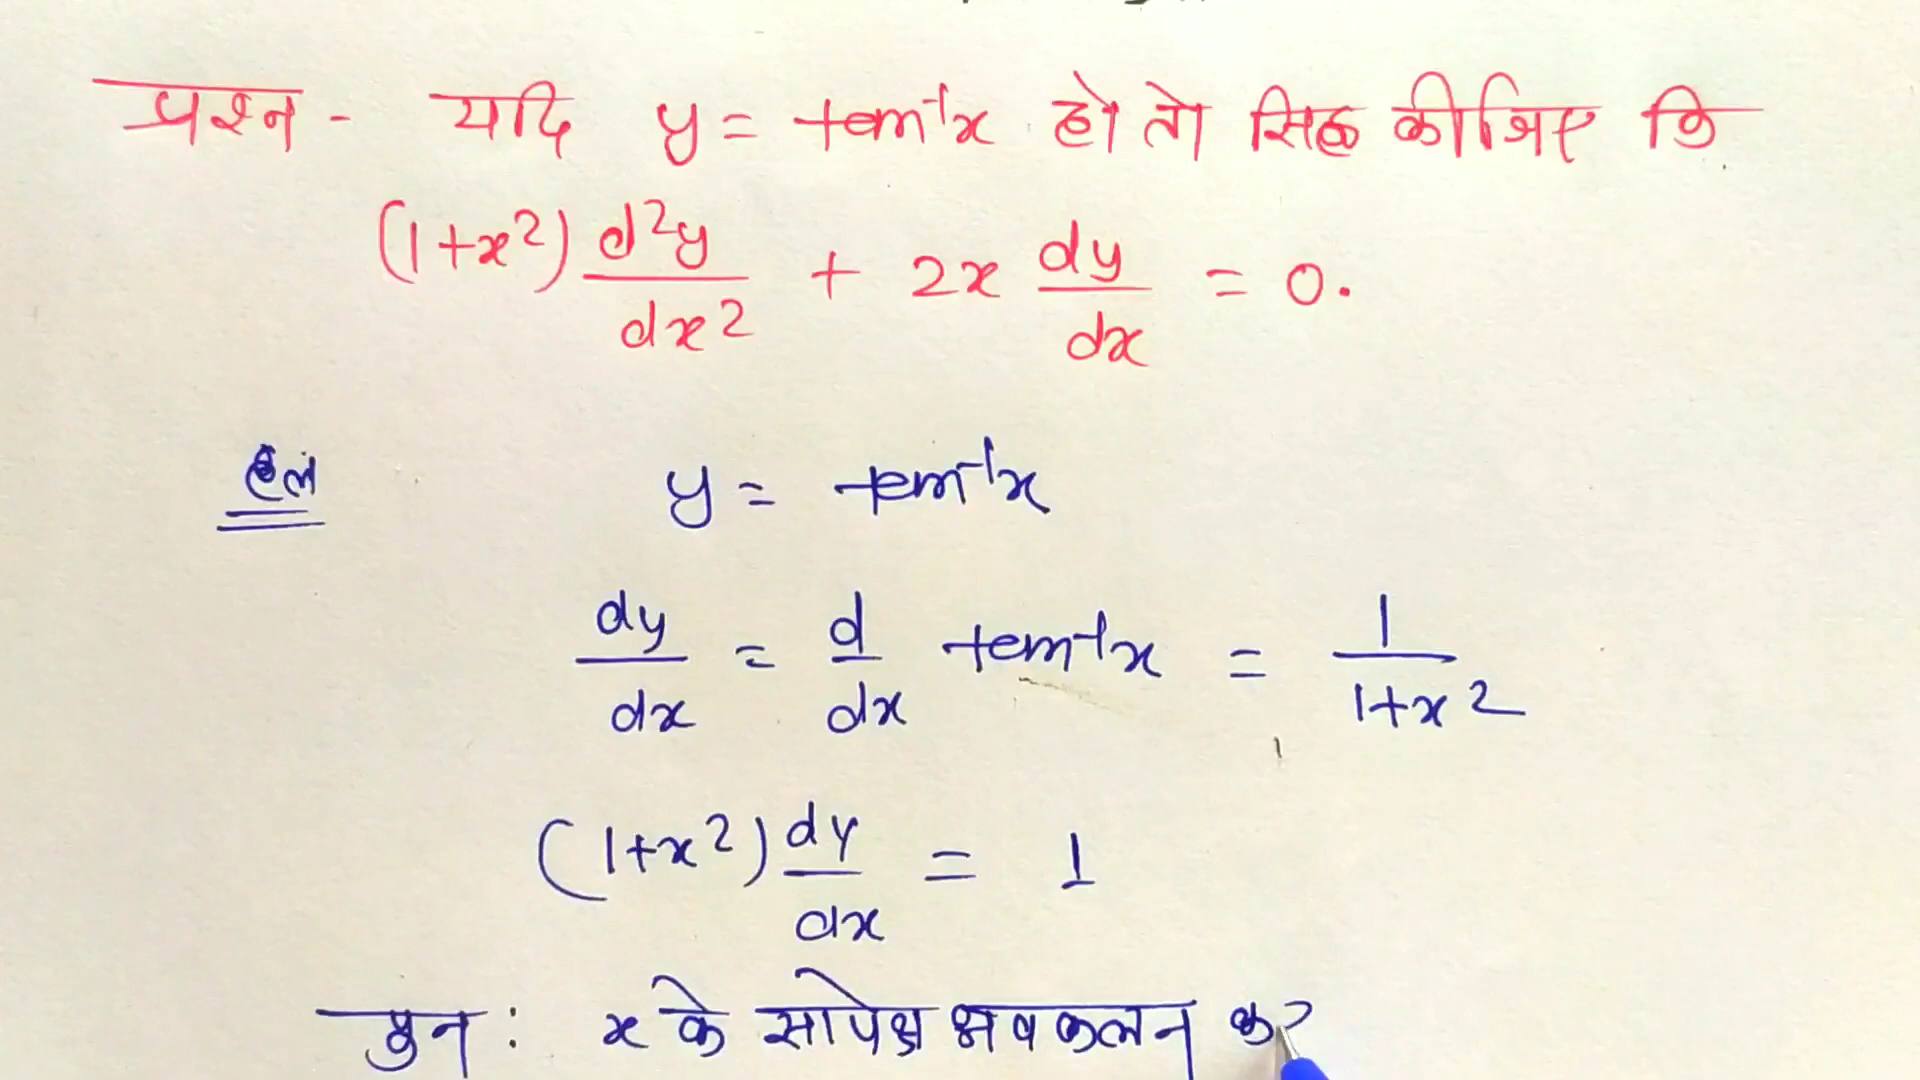 प्रश्न - यदि y = tan⁻¹x हो तो सिद्ध कीजिए कि
(1+x²) d²y/dx² + 2x dy/dx = 0.
हल y = tan⁻¹x
dy/dx = d/dx tan⁻¹x = 1/1+x²
(1+x²) dy/dx = 1
पुन: x के सापेक्ष अवकलन कर